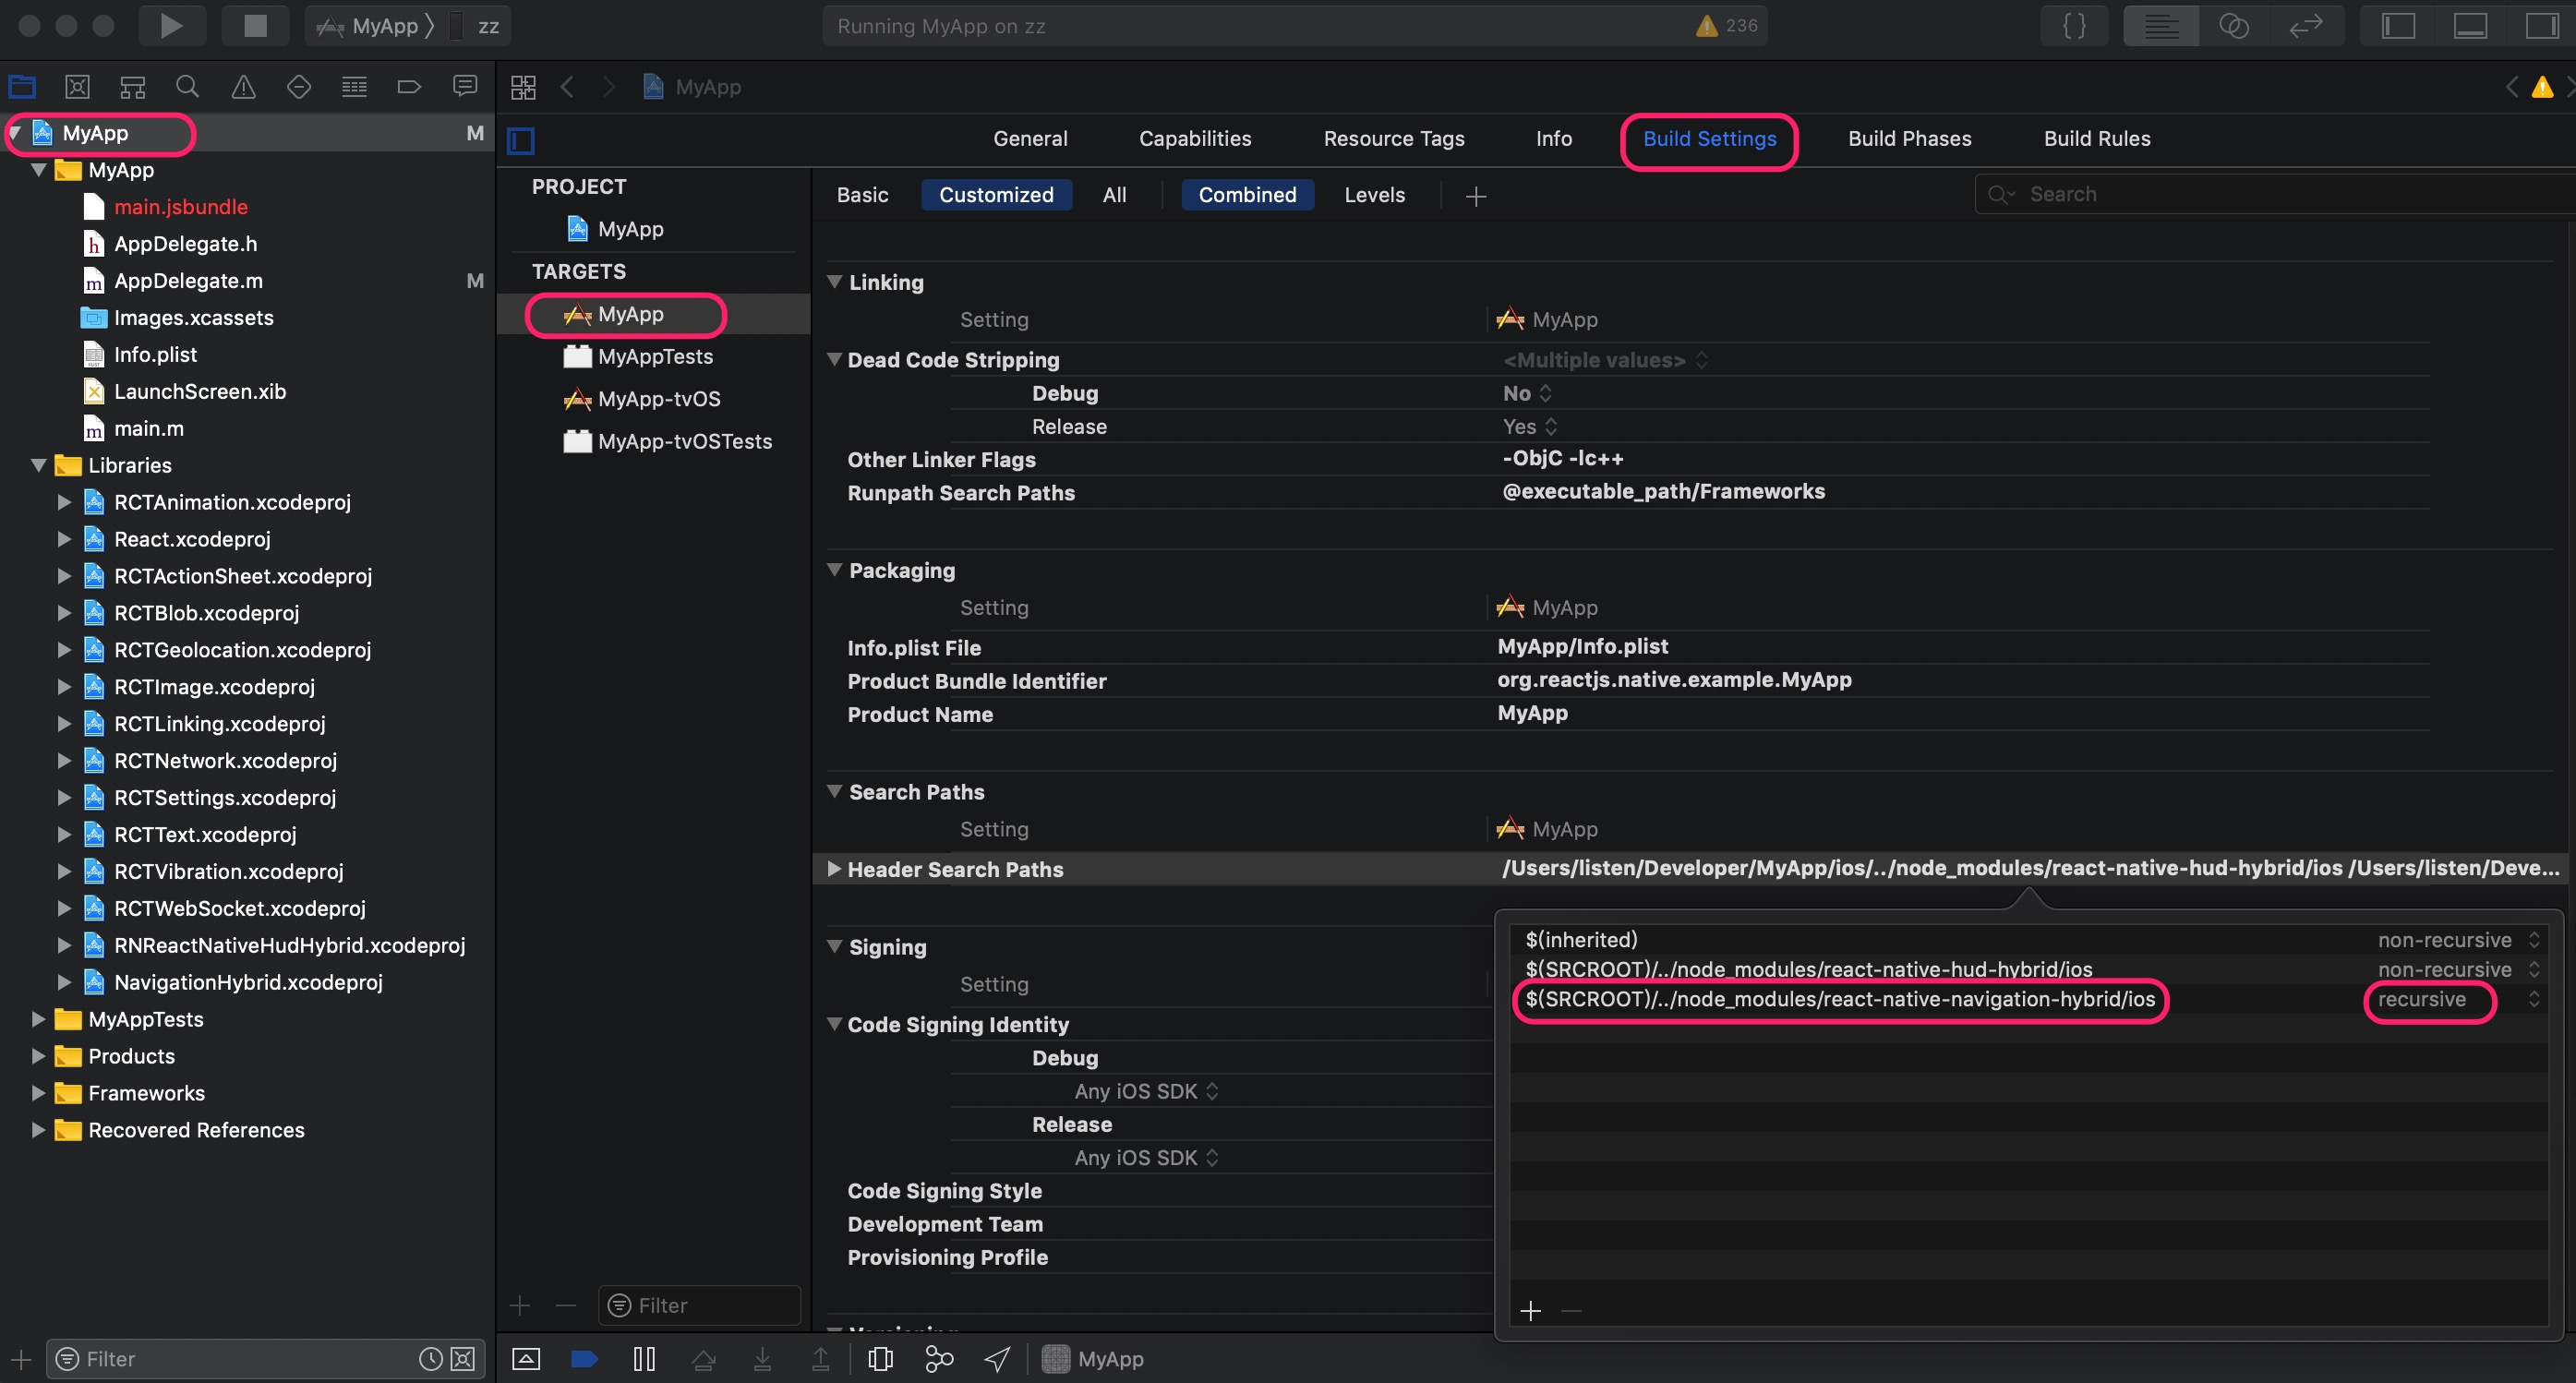 MyApp 〉 zz
Running MyApp on zz
236
{ }
MyApp
MyApp M
MyApp
main.jsbundle
AppDelegate.h
AppDelegate.m M
Images.xcassets
Info.plist
LaunchScreen.xib
main.m
Libraries
RCTAnimation.xcodeproj
React.xcodeproj
RCTActionSheet.xcodeproj
RCTBlob.xcodeproj
RCTGeolocation.xcodeproj
RCTImage.xcodeproj
RCTLinking.xcodeproj
RCTNetwork.xcodeproj
RCTSettings.xcodeproj
RCTText.xcodeproj
RCTVibration.xcodeproj
RCTWebSocket.xcodeproj
RNReactNativeHudHybrid.xcodeproj
NavigationHybrid.xcodeproj
MyAppTests
Products
Frameworks
Recovered References
Filter
General Capabilities Resource Tags Info Build Settings Build Phases Build Rules
PROJECT
MyApp
TARGETS
MyApp
MyAppTests
MyApp-tvOS
MyApp-tvOSTests
Filter
Basic Customized All Combined Levels Search
Linking
Setting MyApp
Dead Code Stripping <Multiple values>
Debug No
Release Yes
Other Linker Flags -ObjC -lc++
Runpath Search Paths @executable_path/Frameworks
Packaging
Setting MyApp
Info.plist File MyApp/Info.plist
Product Bundle Identifier org.reactjs.native.example.MyApp
Product Name MyApp
Search Paths
Setting MyApp
Header Search Paths /Users/listen/Developer/MyApp/ios/../node_modules/react-native-hud-hybrid/ios /Users/listen/Deve...
Signing
Setting
Code Signing Identity
Debug
Any iOS SDK
Release
Any iOS SDK
Code Signing Style
Development Team
Provisioning Profile
$(inherited) non-recursive
$(SRCROOT)/../node_modules/react-native-hud-hybrid/ios non-recursive
$(SRCROOT)/../node_modules/react-native-navigation-hybrid/ios recursive
MyApp